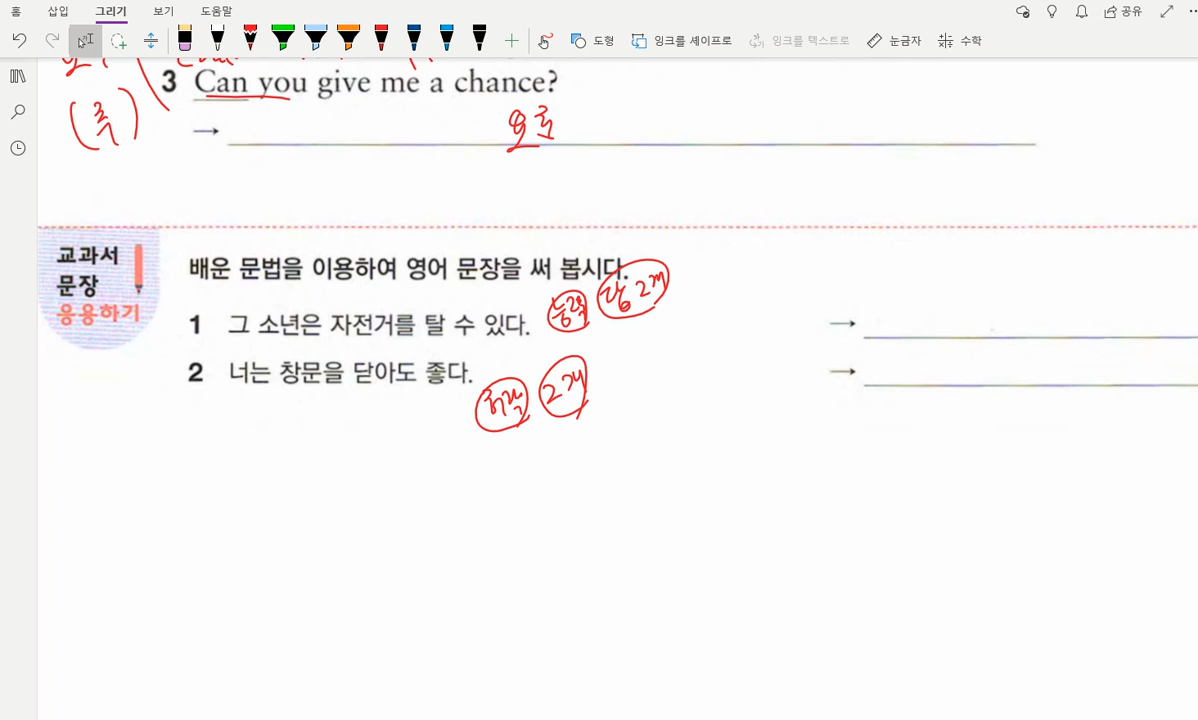 홈 삽입 그리기 보기 도움말
공유
도형 잉크를 셰이프로 잉크를 텍스트로 눈금자 수학
3 Can you give me a chance?
→
교과서
문장
응용하기
배운 문법을 이용하여 영어 문장을 써 봅시다.
답 2개
1 그 소년은 자전거를 탈 수 있다. 능력 →
2 너는 창문을 닫아도 좋다. →
허락 2개